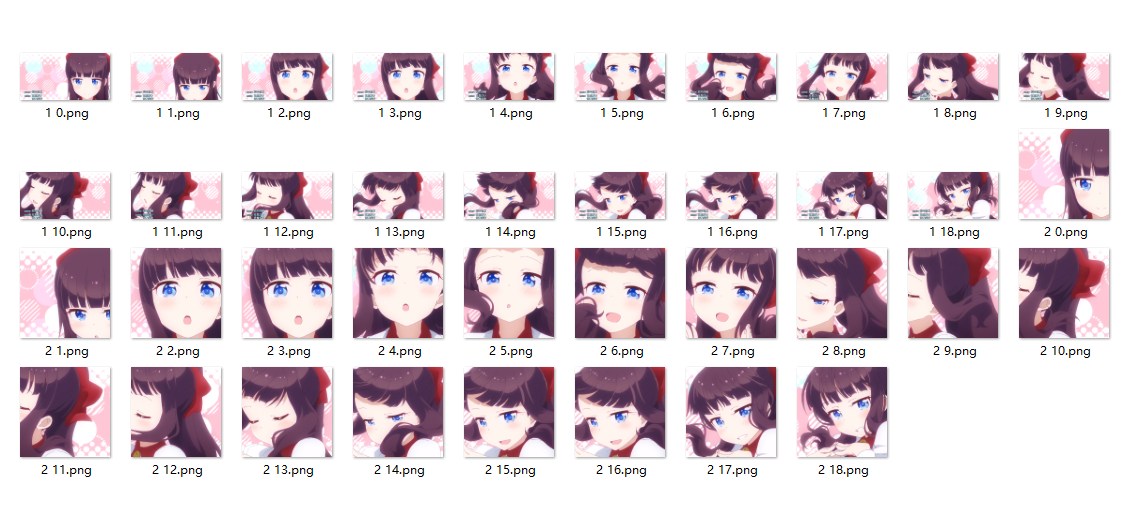 1 0.png 1 1.png 1 2.png 1 3.png 1 4.png 1 5.png 1 6.png 1 7.png 1 8.png 1 9.png
1 10.png 1 11.png 1 12.png 1 13.png 1 14.png 1 15.png 1 16.png 1 17.png 1 18.png 2 0.png
2 1.png 2 2.png 2 3.png 2 4.png 2 5.png 2 6.png 2 7.png 2 8.png 2 9.png 2 10.png
2 11.png 2 12.png 2 13.png 2 14.png 2 15.png 2 16.png 2 17.png 2 18.png